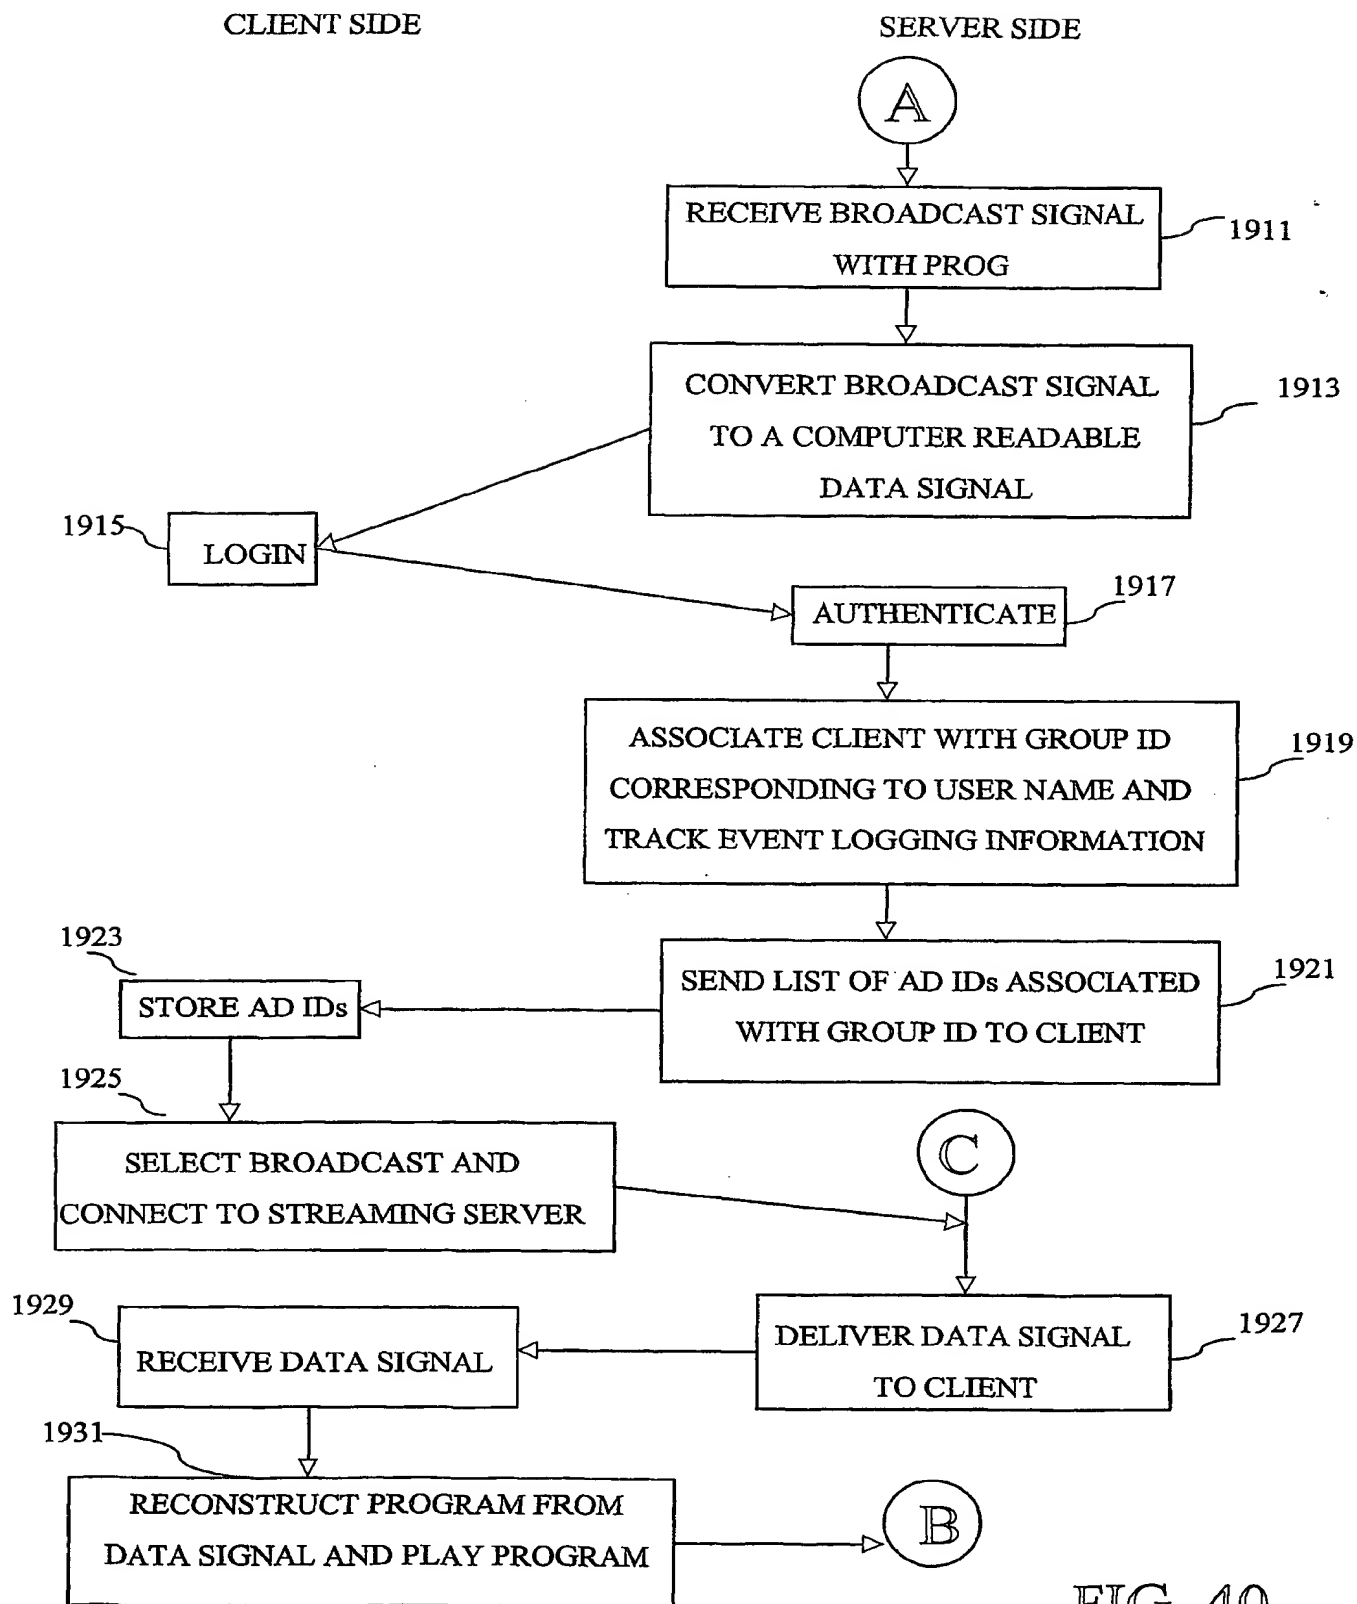 CLIENT SIDE
SERVER SIDE
A
RECEIVE BROADCAST SIGNAL
WITH PROG
1911
CONVERT BROADCAST SIGNAL
TO A COMPUTER READABLE
DATA SIGNAL
1913
1915
LOGIN
AUTHENTICATE
1917
ASSOCIATE CLIENT WITH GROUP ID
CORRESPONDING TO USER NAME AND
TRACK EVENT LOGGING INFORMATION
1919
1923
STORE AD IDs
SEND LIST OF AD IDs ASSOCIATED
WITH GROUP ID TO CLIENT
1921
1925
SELECT BROADCAST AND
CONNECT TO STREAMING SERVER
C
1929
RECEIVE DATA SIGNAL
DELIVER DATA SIGNAL
TO CLIENT
1927
1931
RECONSTRUCT PROGRAM FROM
DATA SIGNAL AND PLAY PROGRAM
B
FIG.